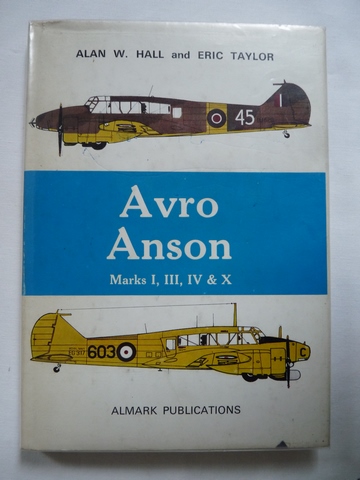 ALAN W. HALL and ERIC TAYLOR
45
Avro
Anson
Marks I, III, IV & X
603
C
ALMARK PUBLICATIONS